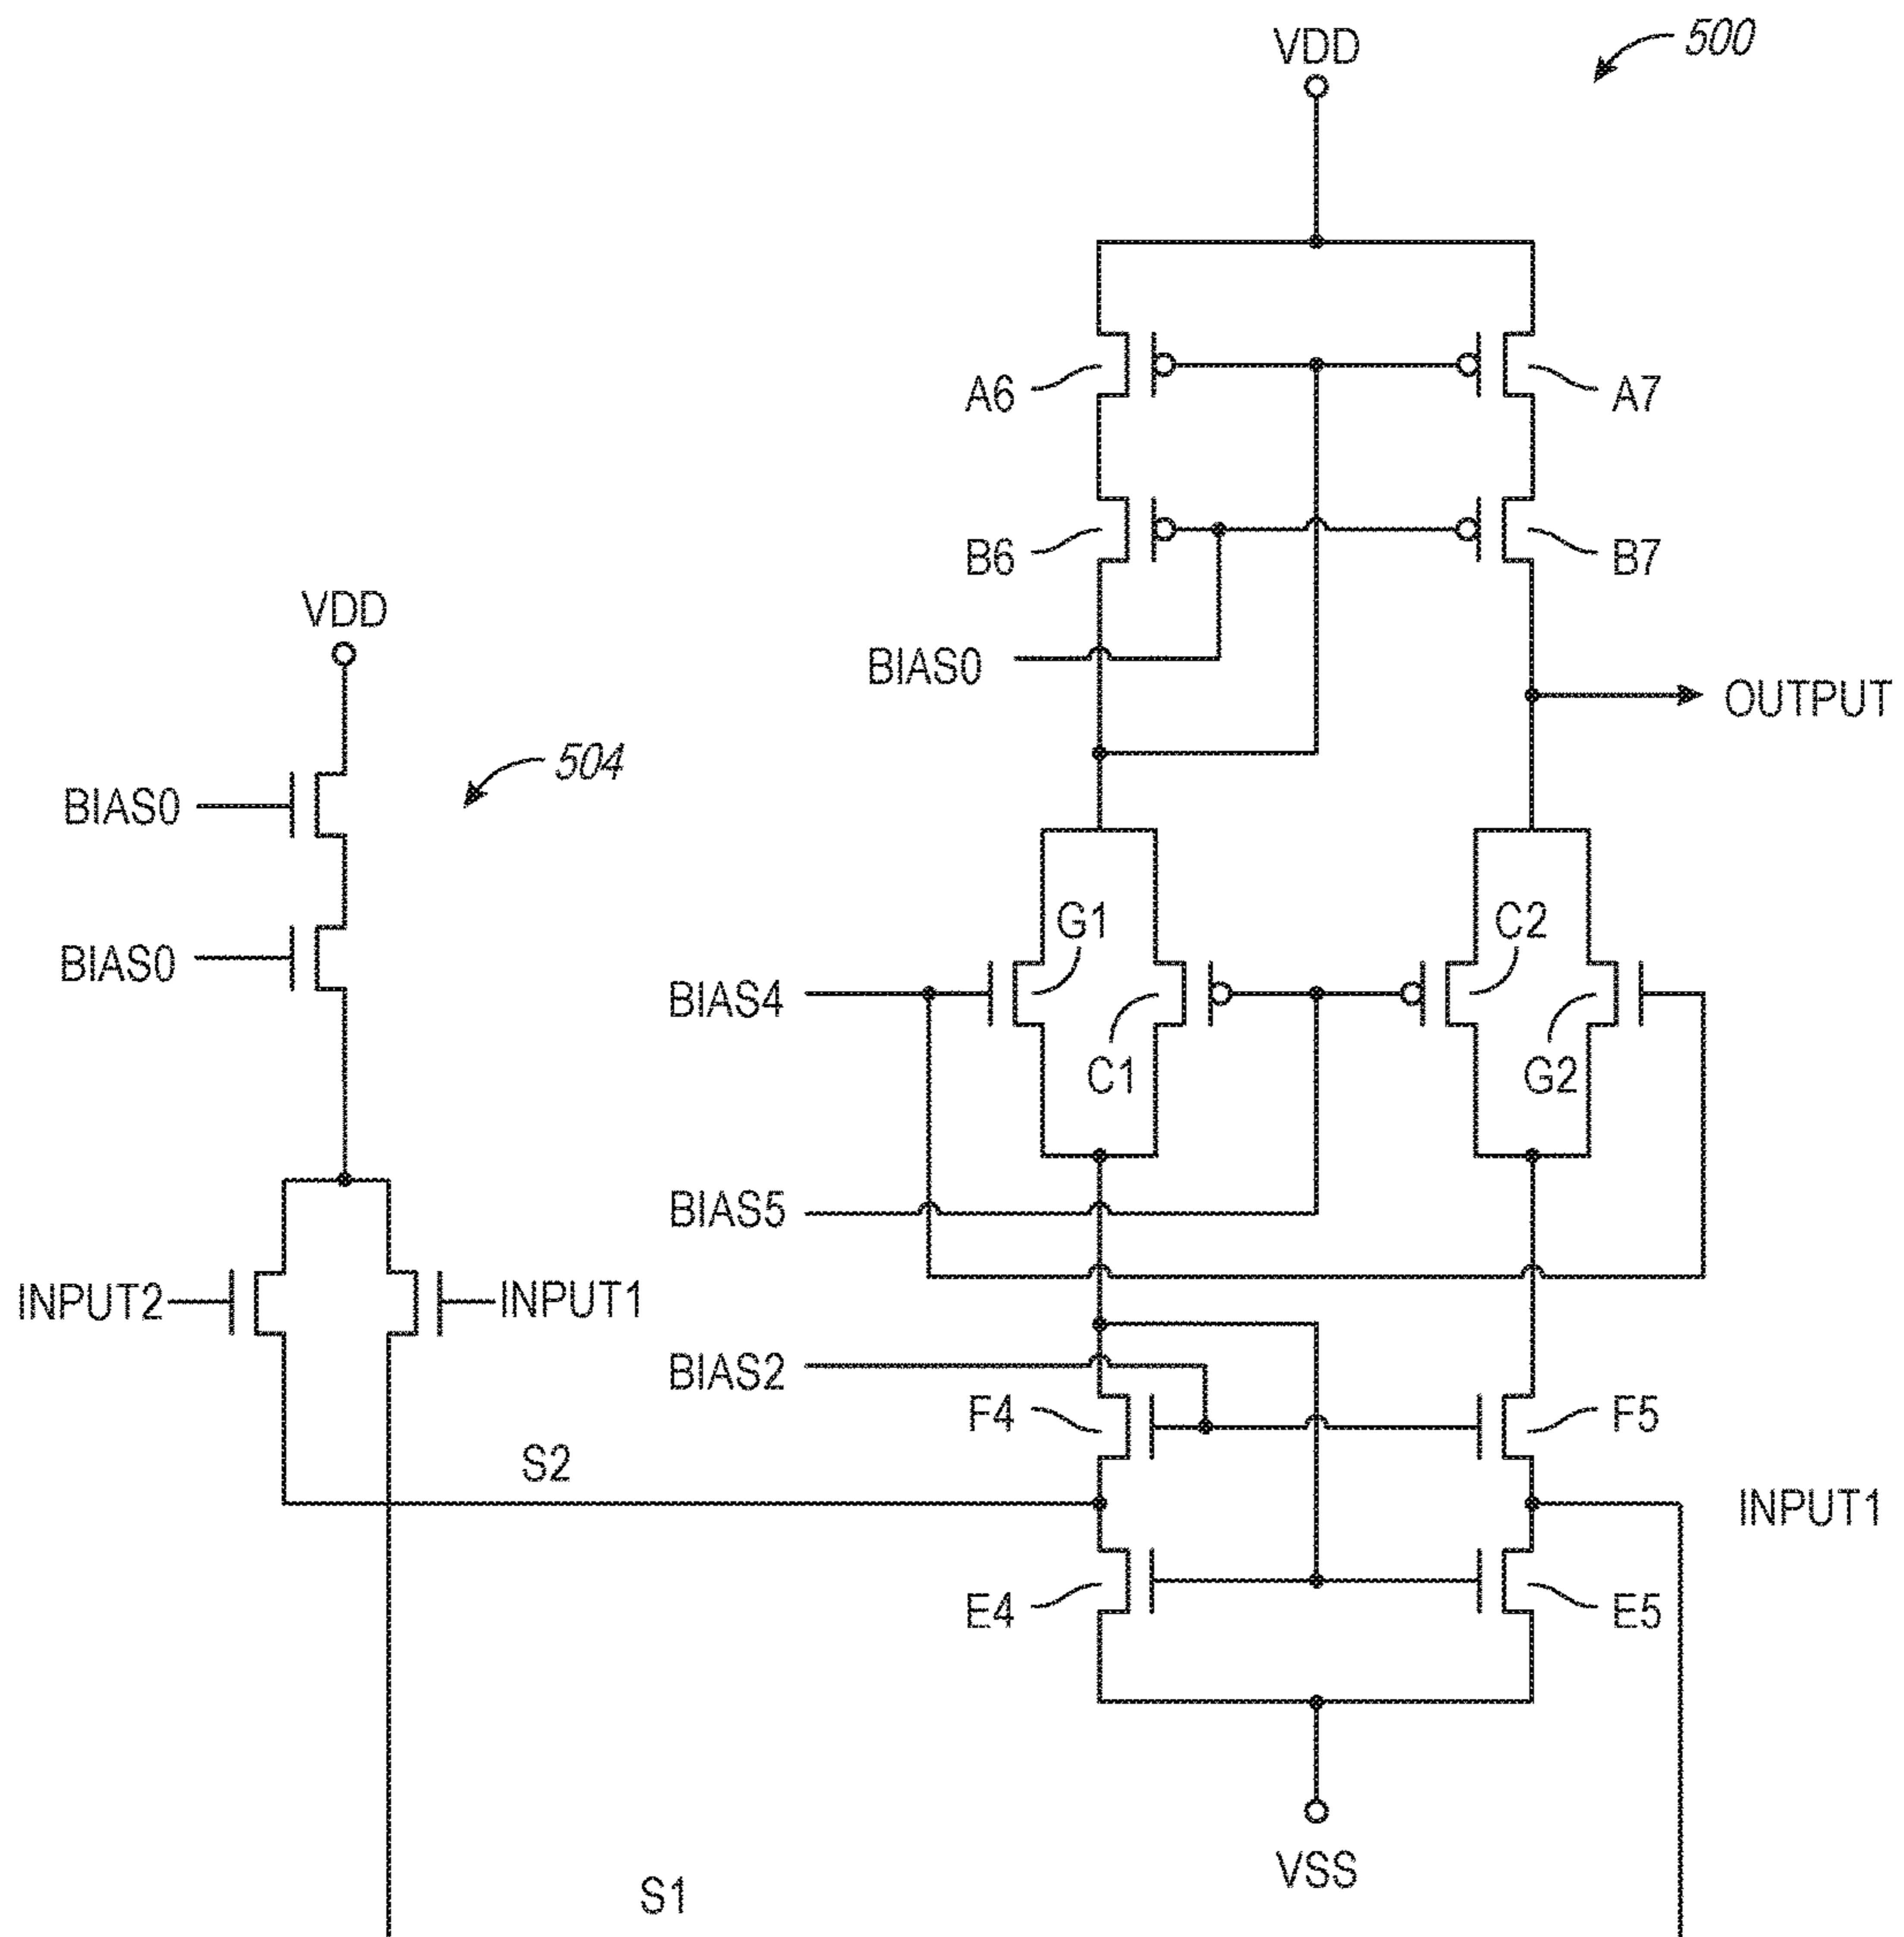 500
VDD
A6
A7
B6
B7
VDD
BIAS0
OUTPUT
504
BIAS0
G1
C2
BIAS0
BIAS4
C1
G2
BIAS5
INPUT2
INPUT1
BIAS2
F4
F5
S2
INPUT1
E4
E5
VSS
S1